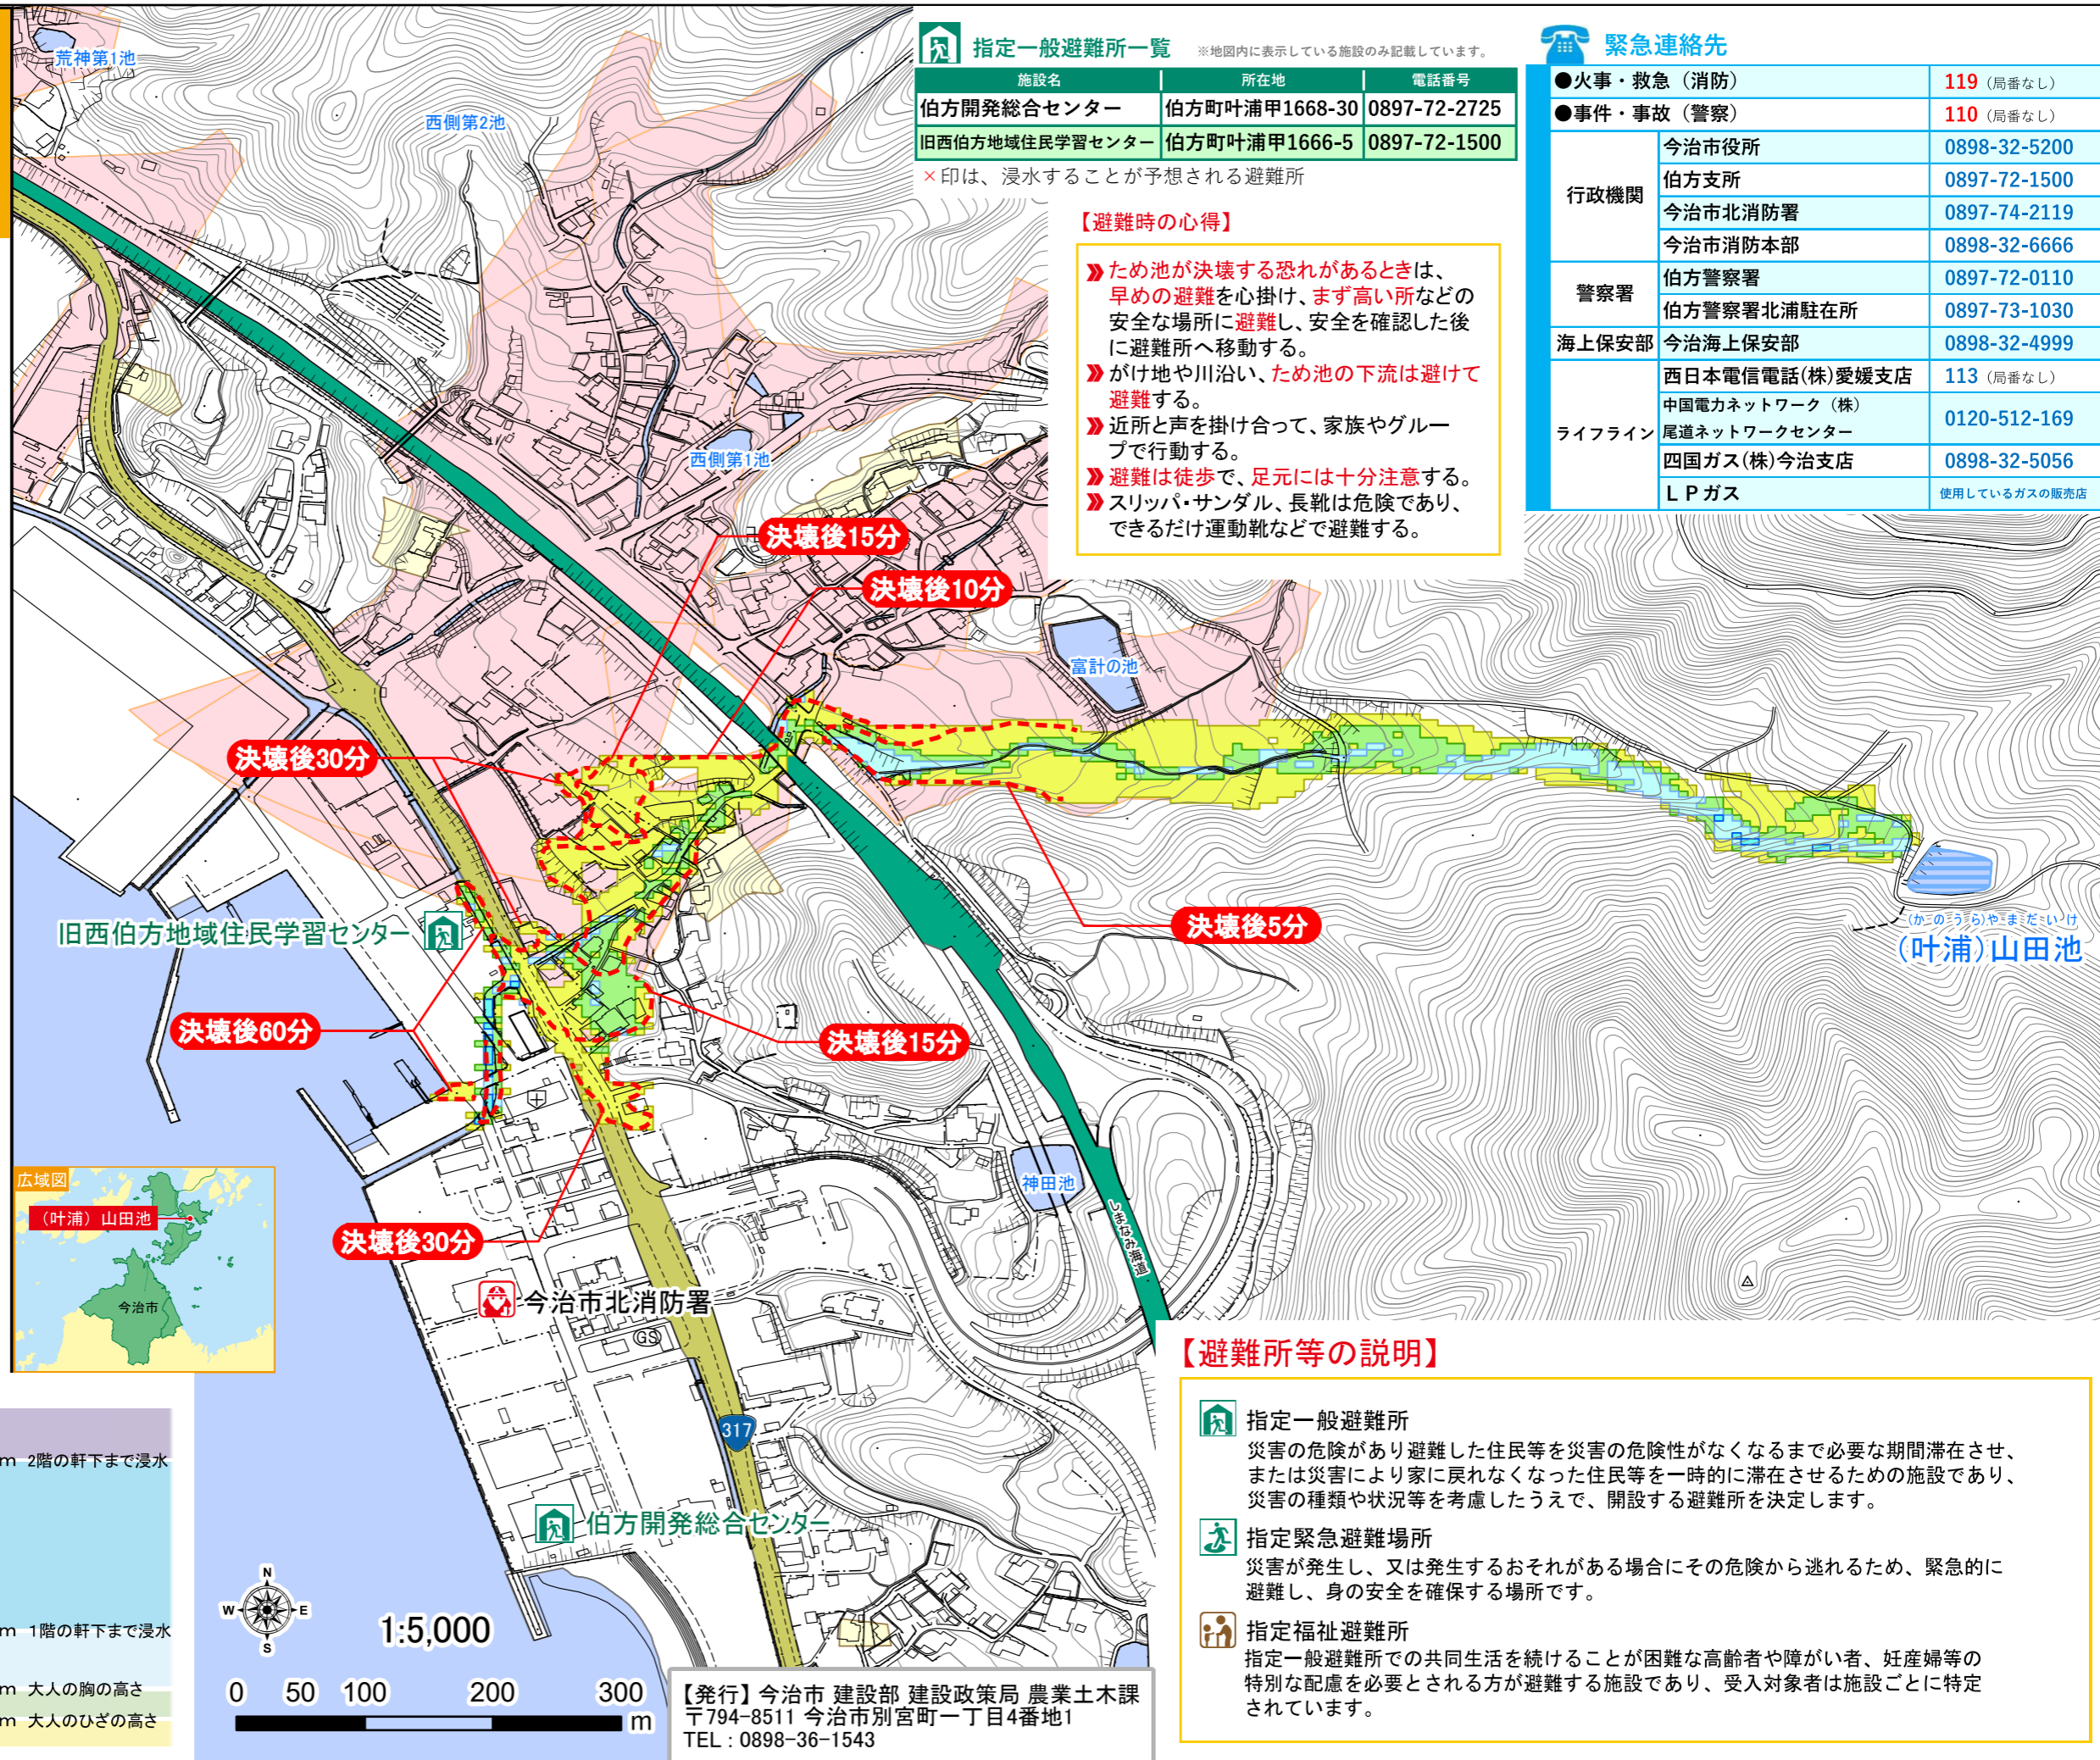 指定一般避難所一覧 ※地図内に表示している施設のみ記載しています。
施設名 所在地 電話番号
伯方開発総合センター 伯方町叶浦甲1668-30 0897-72-2725
旧西伯方地域住民学習センター 伯方町叶浦甲1666-5 0897-72-1500
×印は、浸水することが予想される避難所
緊急連絡先
●火事・救急（消防） 119（局番なし）
●事件・事故（警察） 110（局番なし）
行政機関
今治市役所 0898-32-5200
伯方支所 0897-72-1500
今治市北消防署 0897-74-2119
今治市消防本部 0898-32-6666
警察署
伯方警察署 0897-72-0110
伯方警察署北浦駐在所 0897-73-1030
海上保安部 今治海上保安部 0898-32-4999
ライフライン
西日本電信電話(株)愛媛支店 113（局番なし）
中国電力ネットワーク（株）
尾道ネットワークセンター 0120-512-169
四国ガス(株)今治支店 0898-32-5056
ＬＰガス 使用しているガスの販売店
【避難時の心得】
ため池が決壊する恐れがあるときは、
早めの避難を心掛け、まず高い所などの
安全な場所に避難し、安全を確認した後
に避難所へ移動する。
がけ地や川沿い、ため池の下流は避けて
避難する。
近所と声を掛け合って、家族やグルー
プで行動する。
避難は徒歩で、足元には十分注意する。
スリッパ・サンダル、長靴は危険であり、
できるだけ運動靴などで避難する。
荒神第1池
西側第2池
西側第1池
決壊後15分
決壊後10分
富計の池
決壊後30分
旧西伯方地域住民学習センター
決壊後5分
(かのうら)やまだいけ
(叶浦)山田池
決壊後60分
決壊後15分
神田池
しまなみ海道
決壊後30分
今治市北消防署
GS
317
伯方開発総合センター
広域図
（叶浦）山田池
今治市
m 2階の軒下まで浸水
m 1階の軒下まで浸水
m 大人の胸の高さ
m 大人のひざの高さ
N
W E
S
1:5,000
0 50 100 200 300
m
【発行】今治市 建設部 建設政策局 農業土木課
〒794-8511 今治市別宮町一丁目4番地1
TEL：0898-36-1543
【避難所等の説明】
指定一般避難所
災害の危険があり避難した住民等を災害の危険性がなくなるまで必要な期間滞在させ、
または災害により家に戻れなくなった住民等を一時的に滞在させるための施設であり、
災害の種類や状況等を考慮したうえで、開設する避難所を決定します。
指定緊急避難場所
災害が発生し、又は発生するおそれがある場合にその危険から逃れるため、緊急的に
避難し、身の安全を確保する場所です。
指定福祉避難所
指定一般避難所での共同生活を続けることが困難な高齢者や障がい者、妊産婦等の
特別な配慮を必要とされる方が避難する施設であり、受入対象者は施設ごとに特定
されています。